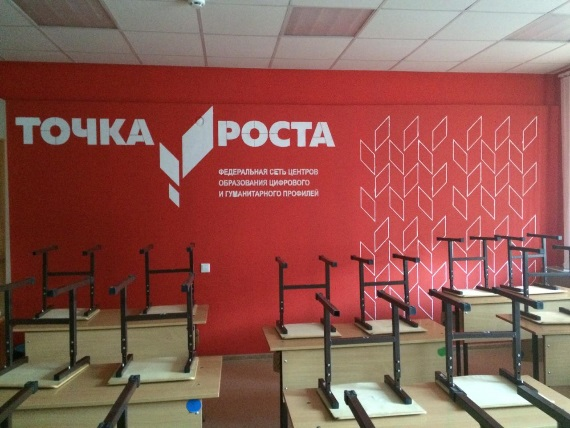 ТОЧКА РОСТА
ФЕДЕРАЛЬНАЯ СЕТЬ ЦЕНТРОВ
ОБРАЗОВАНИЯ ЦИФРОВОГО
И ГУМАНИТАРНОГО ПРОФИЛЕЙ